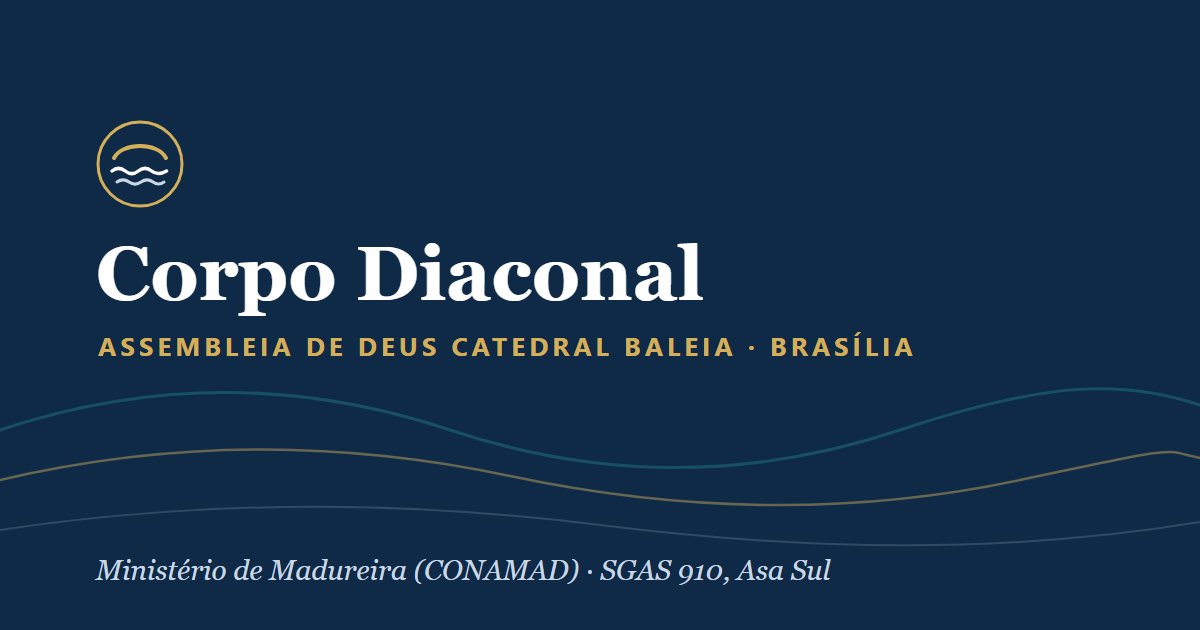 Corpo Diaconal
ASSEMBLEIA DE DEUS CATEDRAL BALEIA · BRASÍLIA
Ministério de Madureira (CONAMAD) · SGAS 910, Asa Sul